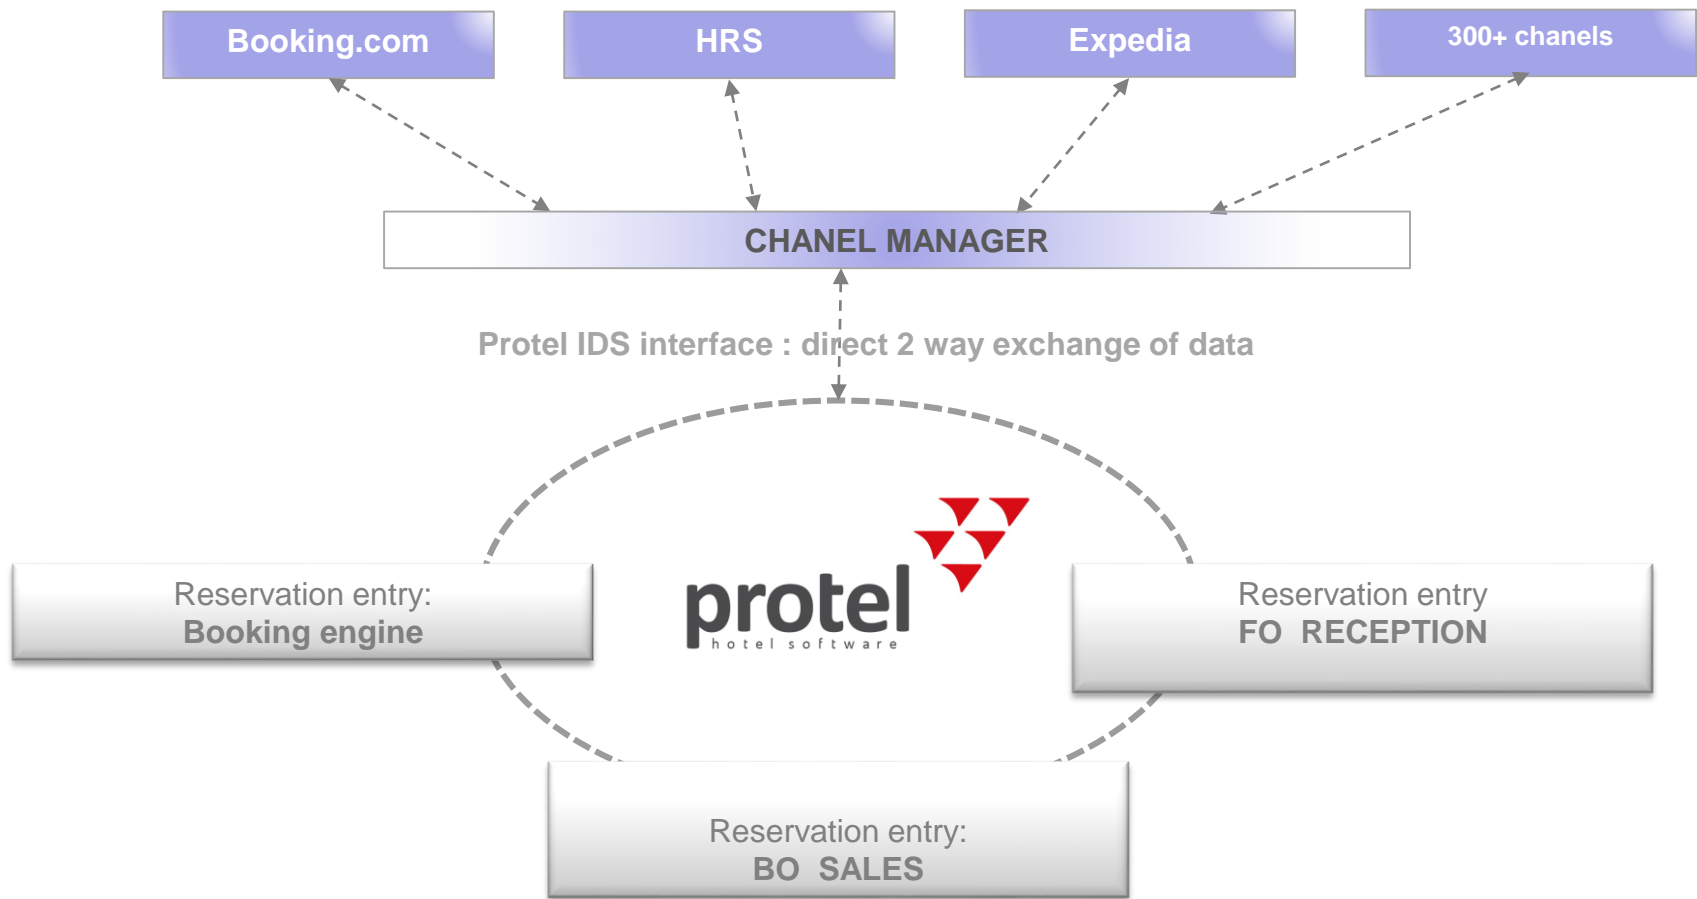 Booking.com
HRS
Expedia
300+ chanels
CHANEL MANAGER
Protel IDS interface : direct 2 way exchange of data
protel
hotel software
Reservation entry:
Booking engine
Reservation entry
FO RECEPTION
Reservation entry:
BO SALES